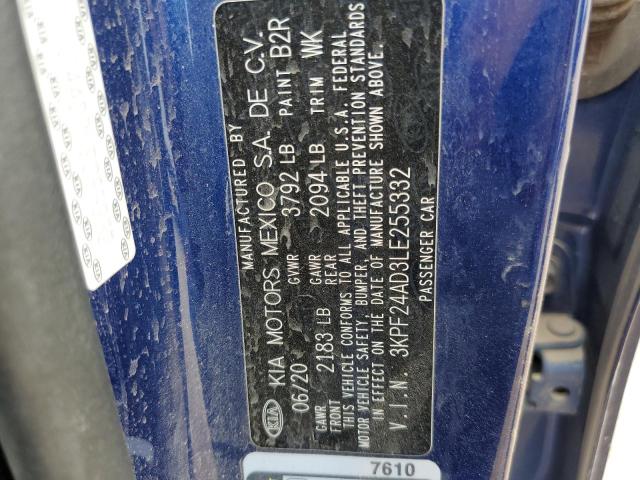 MANUFACTURED BY
KIA KIA MOTORS MEXICO S.A. DE C.V.
06/20 GVWR 3792 LB PAINT B2R
GAWR FRONT 2183 LB GAWR REAR 2094 LB TRIM WK
THIS VEHICLE CONFORMS TO ALL APPLICABLE U.S.A. FEDERAL
MOTOR VEHICLE SAFETY, BUMPER, AND THEFT PREVENTION STANDARDS
IN EFFECT ON THE DATE OF MANUFACTURE SHOWN ABOVE.
V.I.N 3KPF24AD3LE255332
PASSENGER CAR
7610